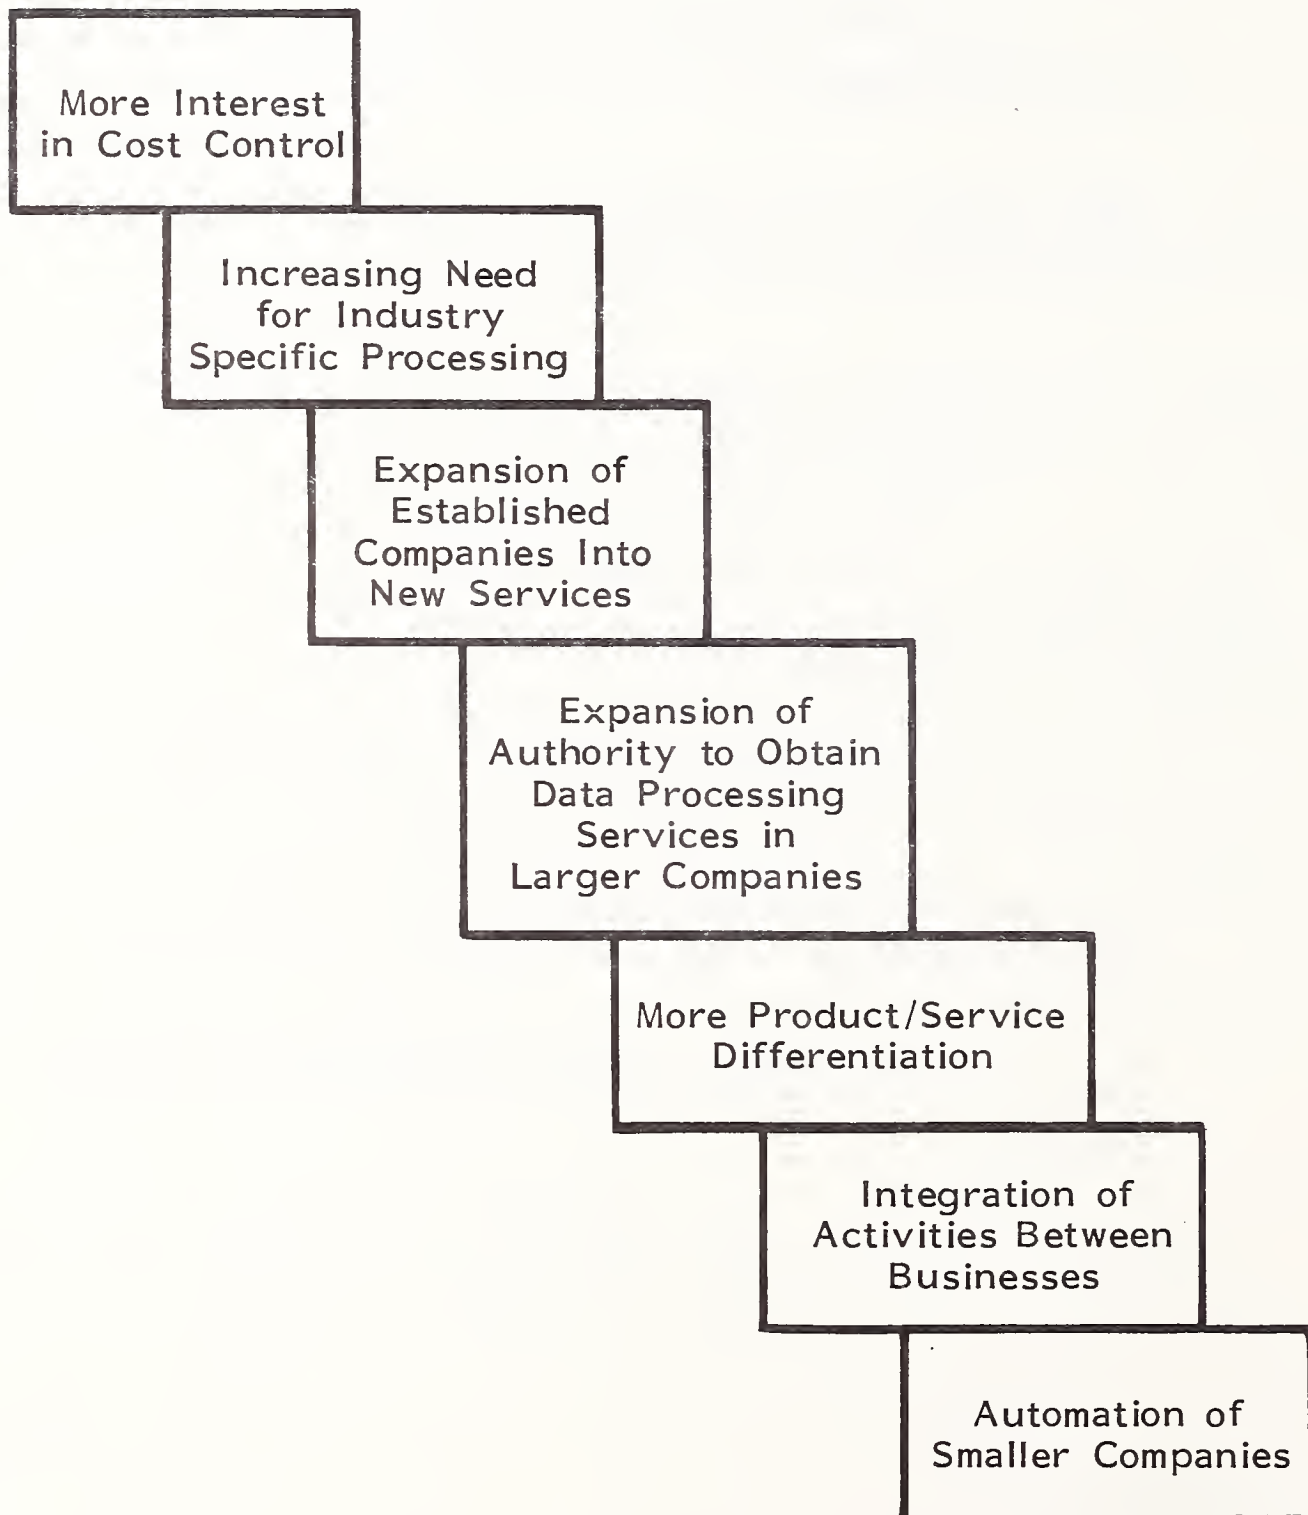 More Interest
in Cost Control
Increasing Need
for Industry
Specific Processing
Expansion of
Established
Companies Into
New Services
Expansion of
Authority to Obtain
Data Processing
Services in
Larger Companies
More Product/Service
Differentiation
Integration of
Activities Between
Businesses
Automation of
Smaller Companies